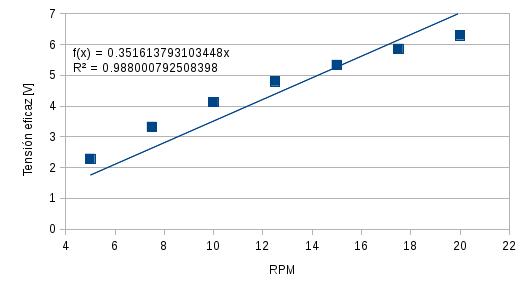 7
6
5
4
3
2
1
0
f(x) = 0.351613793103448x
R² = 0.988000792508398
Tensión eficaz [V]
4 6 8 10 12 14 16 18 20 22
RPM